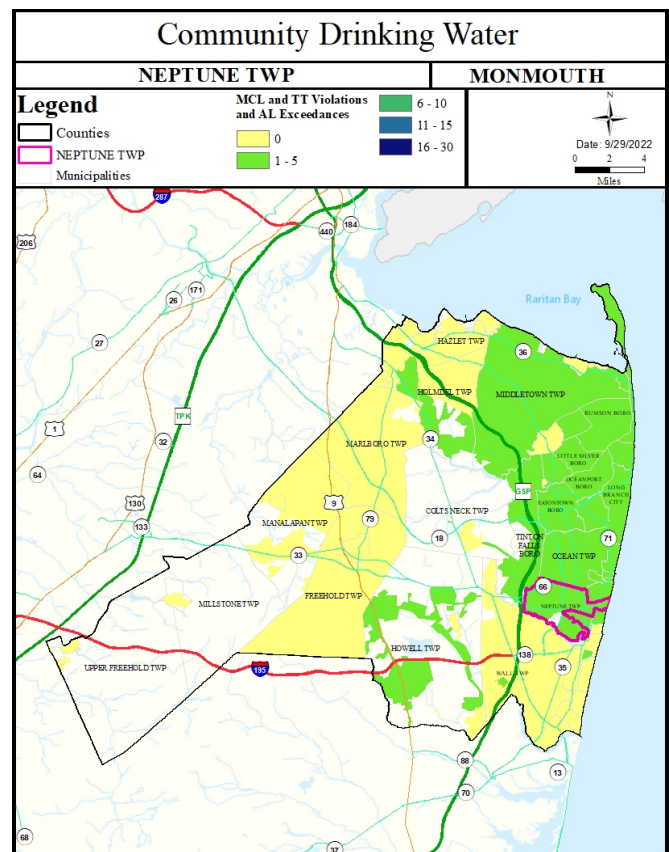 Community Drinking Water
NEPTUNE TWP
MONMOUTH
Legend
Counties
NEPTUNE TWP
Municipalities
MCL and TT Violations
and AL Exceedances
0
1 - 5
6 - 10
11 - 15
16 - 30
N
Date: 9/29/2022
0 2 4
Miles
287
206
440
184
171
26
Raritan Bay
27
HAZLET TWP
36
HOLMDEL TWP
MIDDLETOWN TWP
RUMSON BORO
TPK
1
32
34
MARLBORO TWP
LITTLE SILVER
BORO
64
OCEANPORT
BORO
GSP
LONG
BRANCH
CITY
130
9
EATONTOWN
BORO
COLTS NECK TWP
79
133
MANALAPAN TWP
18
71
TINTON
FALLS
BORO
33
OCEAN TWP
66
FREEHOLD TWP
MILLSTONE TWP
NEPTUNE TWP
HOWELL TWP
138
UPPER FREEHOLD TWP
195
35
WALL TWP
88
13
70
68
37